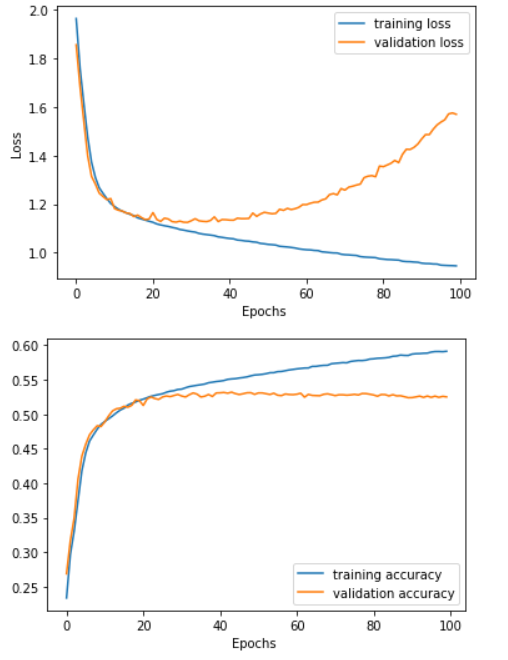 2.0
training loss
validation loss
1.8
1.6
Loss
1.4
1.2
1.0
0 20 40 60 80 100
Epochs
0.60
0.55
0.50
0.45
0.40
0.35
0.30
training accuracy
0.25
validation accuracy
0 20 40 60 80 100
Epochs